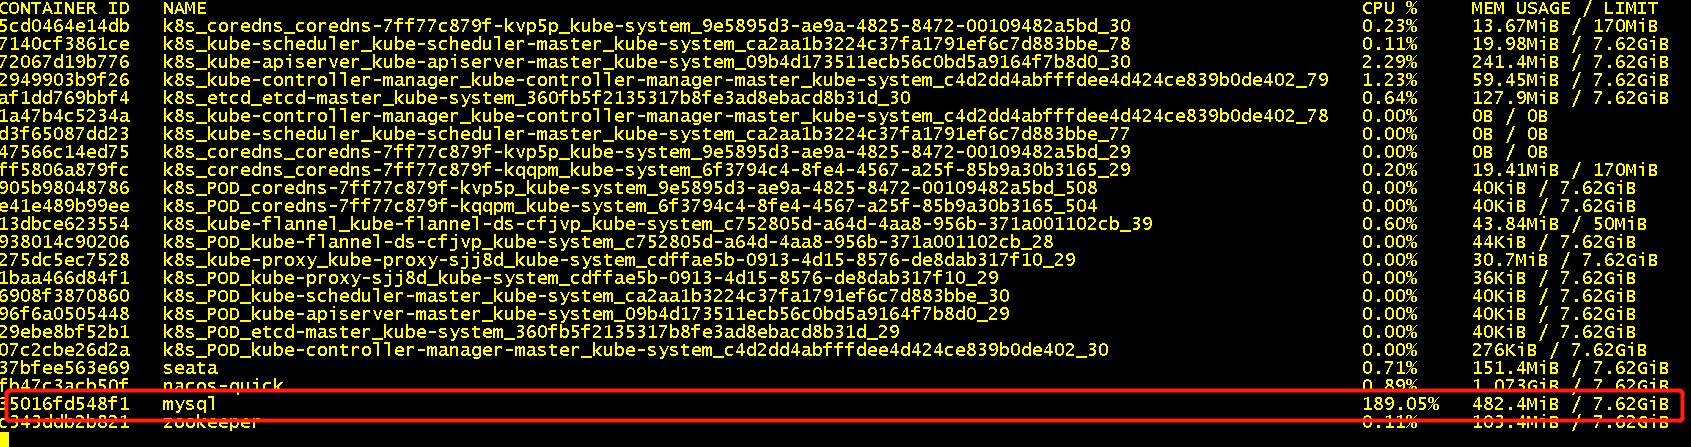 CONTAINER ID NAME CPU % MEM USAGE / LIMIT
5cd0464e14db k8s_coredns_coredns-7ff77c879f-kvp5p_kube-system_9e5895d3-ae9a-4825-8472-00109482a5bd_30 0.23% 13.67MiB / 170MiB
7140cf3861ce k8s_kube-scheduler_kube-scheduler-master_kube-system_ca2aa1b3224c37fa1791ef6c7d883bbe_78 0.11% 19.98MiB / 7.62GiB
72067d19b776 k8s_kube-apiserver_kube-apiserver-master_kube-system_09b4d173511ecb56c0bd5a9164f7b8d0_30 2.29% 241.4MiB / 7.62GiB
2949903b9f26 k8s_kube-controller-manager_kube-controller-manager-master_kube-system_c4d2dd4abfffdee4d424ce839b0de402_79 1.23% 59.45MiB / 7.62GiB
af1dd769bbf4 k8s_etcd_etcd-master_kube-system_360fb5f2135317b8fe3ad8ebacd8b31d_30 0.64% 127.9MiB / 7.62GiB
1a47b4c5234a k8s_kube-controller-manager_kube-controller-manager-master_kube-system_c4d2dd4abfffdee4d424ce839b0de402_78 0.00% 0B / 0B
d3f65087dd23 k8s_kube-scheduler_kube-scheduler-master_kube-system_ca2aa1b3224c37fa1791ef6c7d883bbe_77 0.00% 0B / 0B
47566c14ed75 k8s_coredns_coredns-7ff77c879f-kvp5p_kube-system_9e5895d3-ae9a-4825-8472-00109482a5bd_29 0.00% 0B / 0B
ff5806a879fc k8s_coredns_coredns-7ff77c879f-kqqpm_kube-system_6f3794c4-8fe4-4567-a25f-85b9a30b3165_29 0.20% 19.41MiB / 170MiB
905b98048786 k8s_POD_coredns-7ff77c879f-kvp5p_kube-system_9e5895d3-ae9a-4825-8472-00109482a5bd_508 0.00% 40KiB / 7.62GiB
e41e489b99ee k8s_POD_coredns-7ff77c879f-kqqpm_kube-system_6f3794c4-8fe4-4567-a25f-85b9a30b3165_504 0.00% 40KiB / 7.62GiB
13dbce623554 k8s_kube-flannel_kube-flannel-ds-cfjvp_kube-system_c752805d-a64d-4aa8-956b-371a001102cb_39 0.60% 43.84MiB / 50MiB
938014c90206 k8s_POD_kube-flannel-ds-cfjvp_kube-system_c752805d-a64d-4aa8-956b-371a001102cb_28 0.00% 44KiB / 7.62GiB
275dc5ec7528 k8s_kube-proxy_kube-proxy-sjj8d_kube-system_cdffae5b-0913-4d15-8576-de8dab317f10_29 0.00% 30.7MiB / 7.62GiB
1baa466d84f1 k8s_POD_kube-proxy-sjj8d_kube-system_cdffae5b-0913-4d15-8576-de8dab317f10_29 0.00% 36KiB / 7.62GiB
6908f3870860 k8s_POD_kube-scheduler-master_kube-system_ca2aa1b3224c37fa1791ef6c7d883bbe_30 0.00% 40KiB / 7.62GiB
96f6a0505448 k8s_POD_kube-apiserver-master_kube-system_09b4d173511ecb56c0bd5a9164f7b8d0_29 0.00% 40KiB / 7.62GiB
29ebe8bf52b1 k8s_POD_etcd-master_kube-system_360fb5f2135317b8fe3ad8ebacd8b31d_29 0.00% 40KiB / 7.62GiB
07c2cbe26d2a k8s_POD_kube-controller-manager-master_kube-system_c4d2dd4abfffdee4d424ce839b0de402_30 0.00% 276KiB / 7.62GiB
37bfee563e69 seata 0.71% 151.4MiB / 7.62GiB
fb47c3acb50f nacos-quick 0.89% 1.073GiB / 7.62GiB
35016fd548f1 mysql 189.05% 482.4MiB / 7.62GiB
c343ddb2b821 zookeeper 0.11% 103.4MiB / 7.62GiB